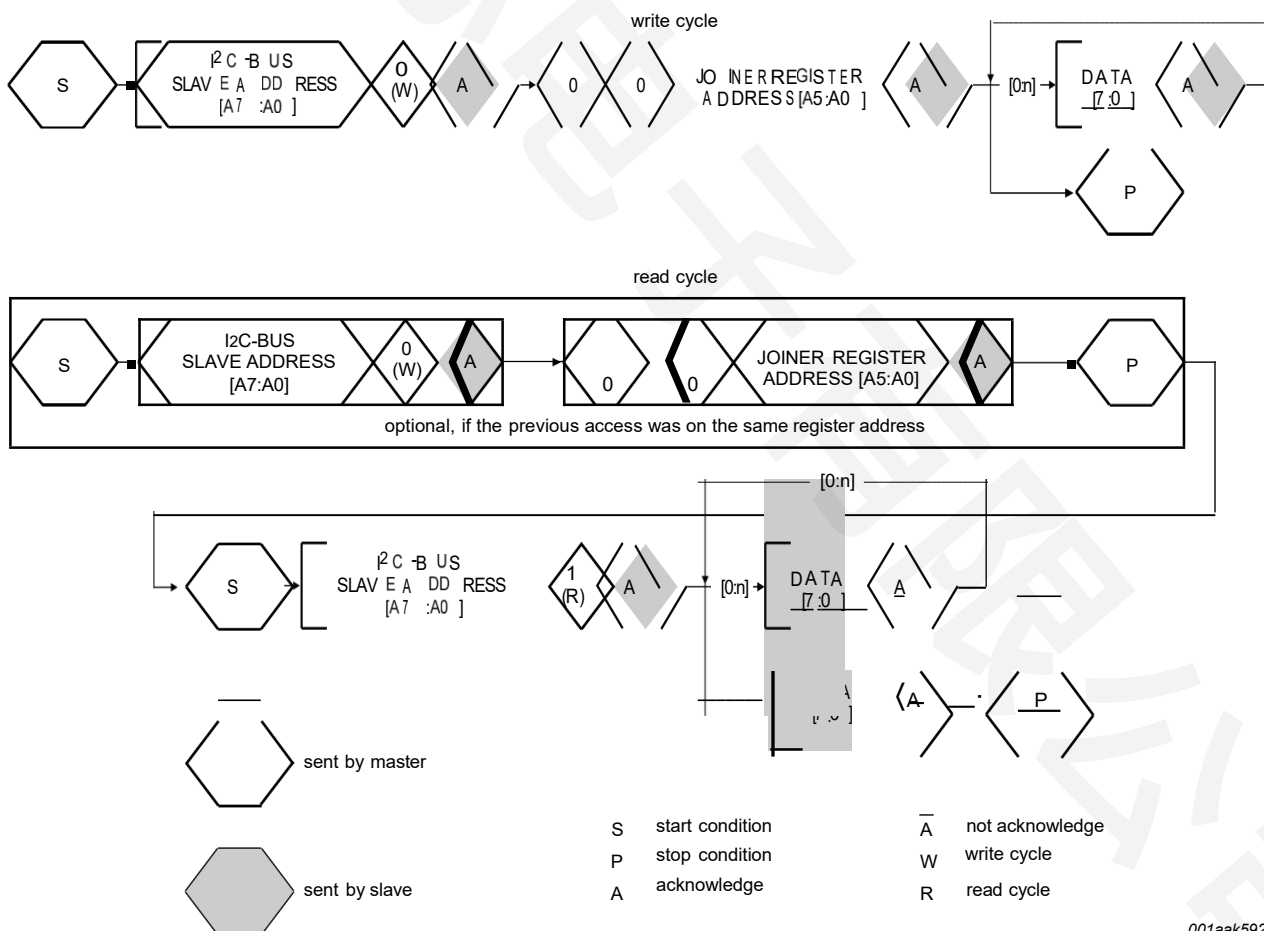 write cycle
S
I2C-BUS
SLAVE ADDRESS
[A7:A0]
0
(W)
A
0
0
JOINER REGISTER
ADDRESS [A5:A0]
A
[0:n]
DATA
[7:0]
A
P
read cycle
S
I2C-BUS
SLAVE ADDRESS
[A7:A0]
0
(W)
A
0
0
JOINER REGISTER
ADDRESS [A5:A0]
A
P
optional, if the previous access was on the same register address
[0:n]
S
I2C-BUS
SLAVE ADDRESS
[A7:A0]
1
(R)
A
[0:n]
DATA
[7:0]
A
A
P
sent by master
S start condition
A̅ not acknowledge
P stop condition
W write cycle
A acknowledge
R read cycle
sent by slave
001aak592